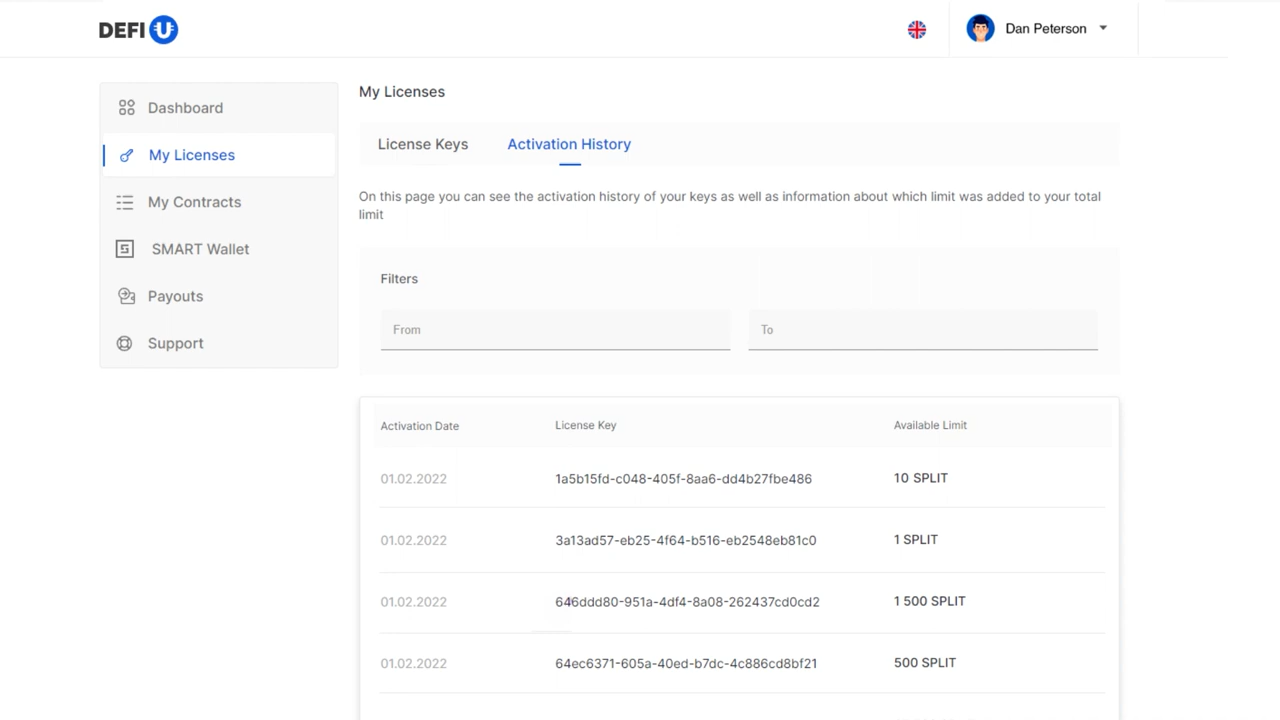 DEFI U
Dan Peterson
Dashboard
My Licenses
My Contracts
SMART Wallet
Payouts
Support
My Licenses
License Keys Activation History
On this page you can see the activation history of your keys as well as information about which limit was added to your total
limit
Filters
From To
Activation Date License Key Available Limit
01.02.2022 1a5b15fd-c048-405f-8aa6-dd4b27fbe486 10 SPLIT
01.02.2022 3a13ad57-eb25-4f64-b516-eb2548eb81c0 1 SPLIT
01.02.2022 646ddd80-951a-4df4-8a08-262437cd0cd2 1 500 SPLIT
01.02.2022 64ec6371-605a-40ed-b7dc-4c886cd8bf21 500 SPLIT